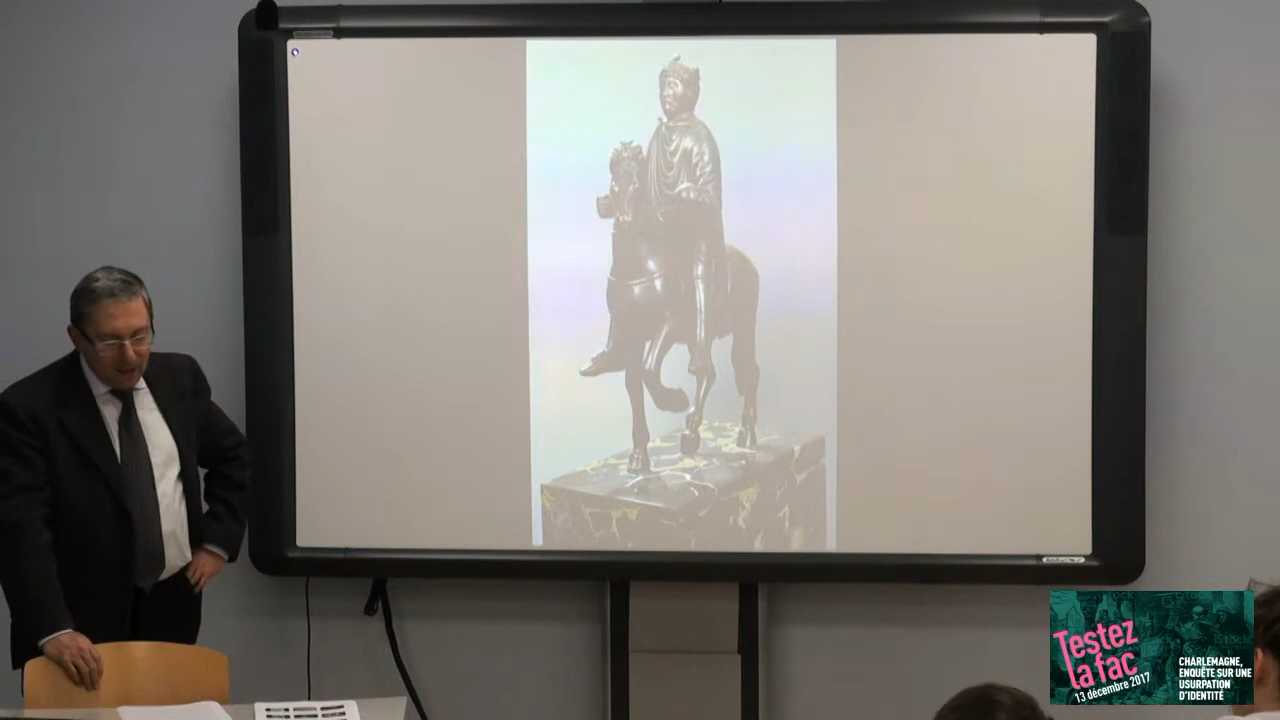 Testez
la fac
13 décembre 2017
CHARLEMAGNE,
ENQUÊTE SUR UNE
USURPATION
D'IDENTITÉ